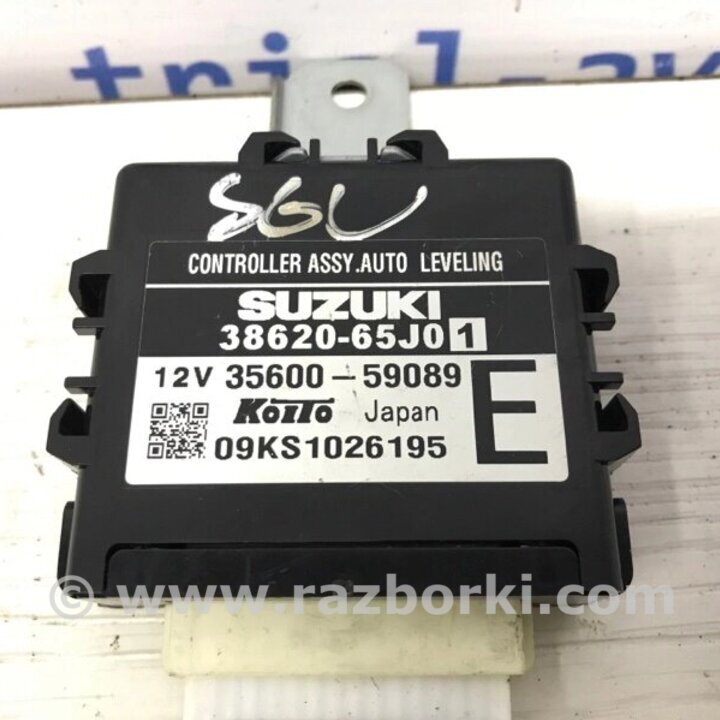 SGU
CONTROLLER ASSY.AUTO LEVELING
SUZUKI
38620-65J01
12V 35600-59089 E
KOITO Japan
09KS1026195
© www.razborki.com